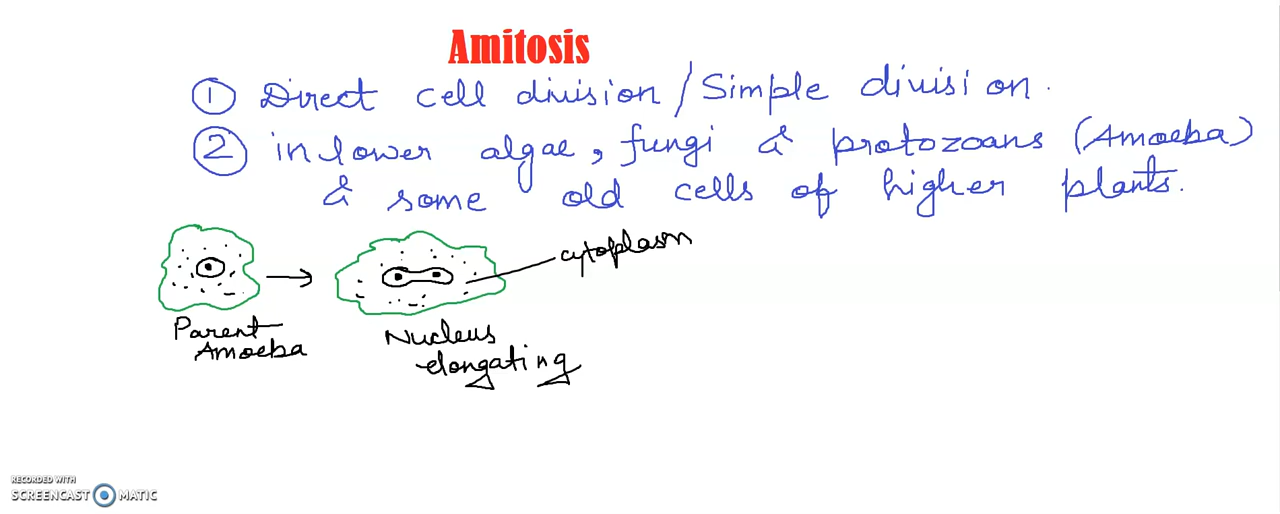 Amitosis
① Direct cell division / Simple division.
② in lower algae, fungi & protozoans (Amoeba)
& some old cells of higher plants.
cytoplasm
Parent
Amoeba
Nucleus
elongating
RECORDED WITH
SCREENCAST MATIC